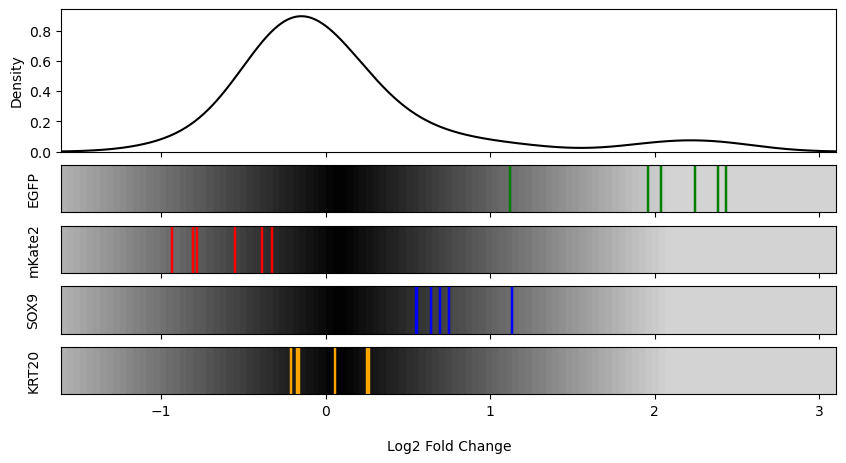 0.8
0.6
0.4
0.2
0.0
Density
EGFP
mKate2
SOX9
KRT20
−1 0 1 2 3
Log2 Fold Change